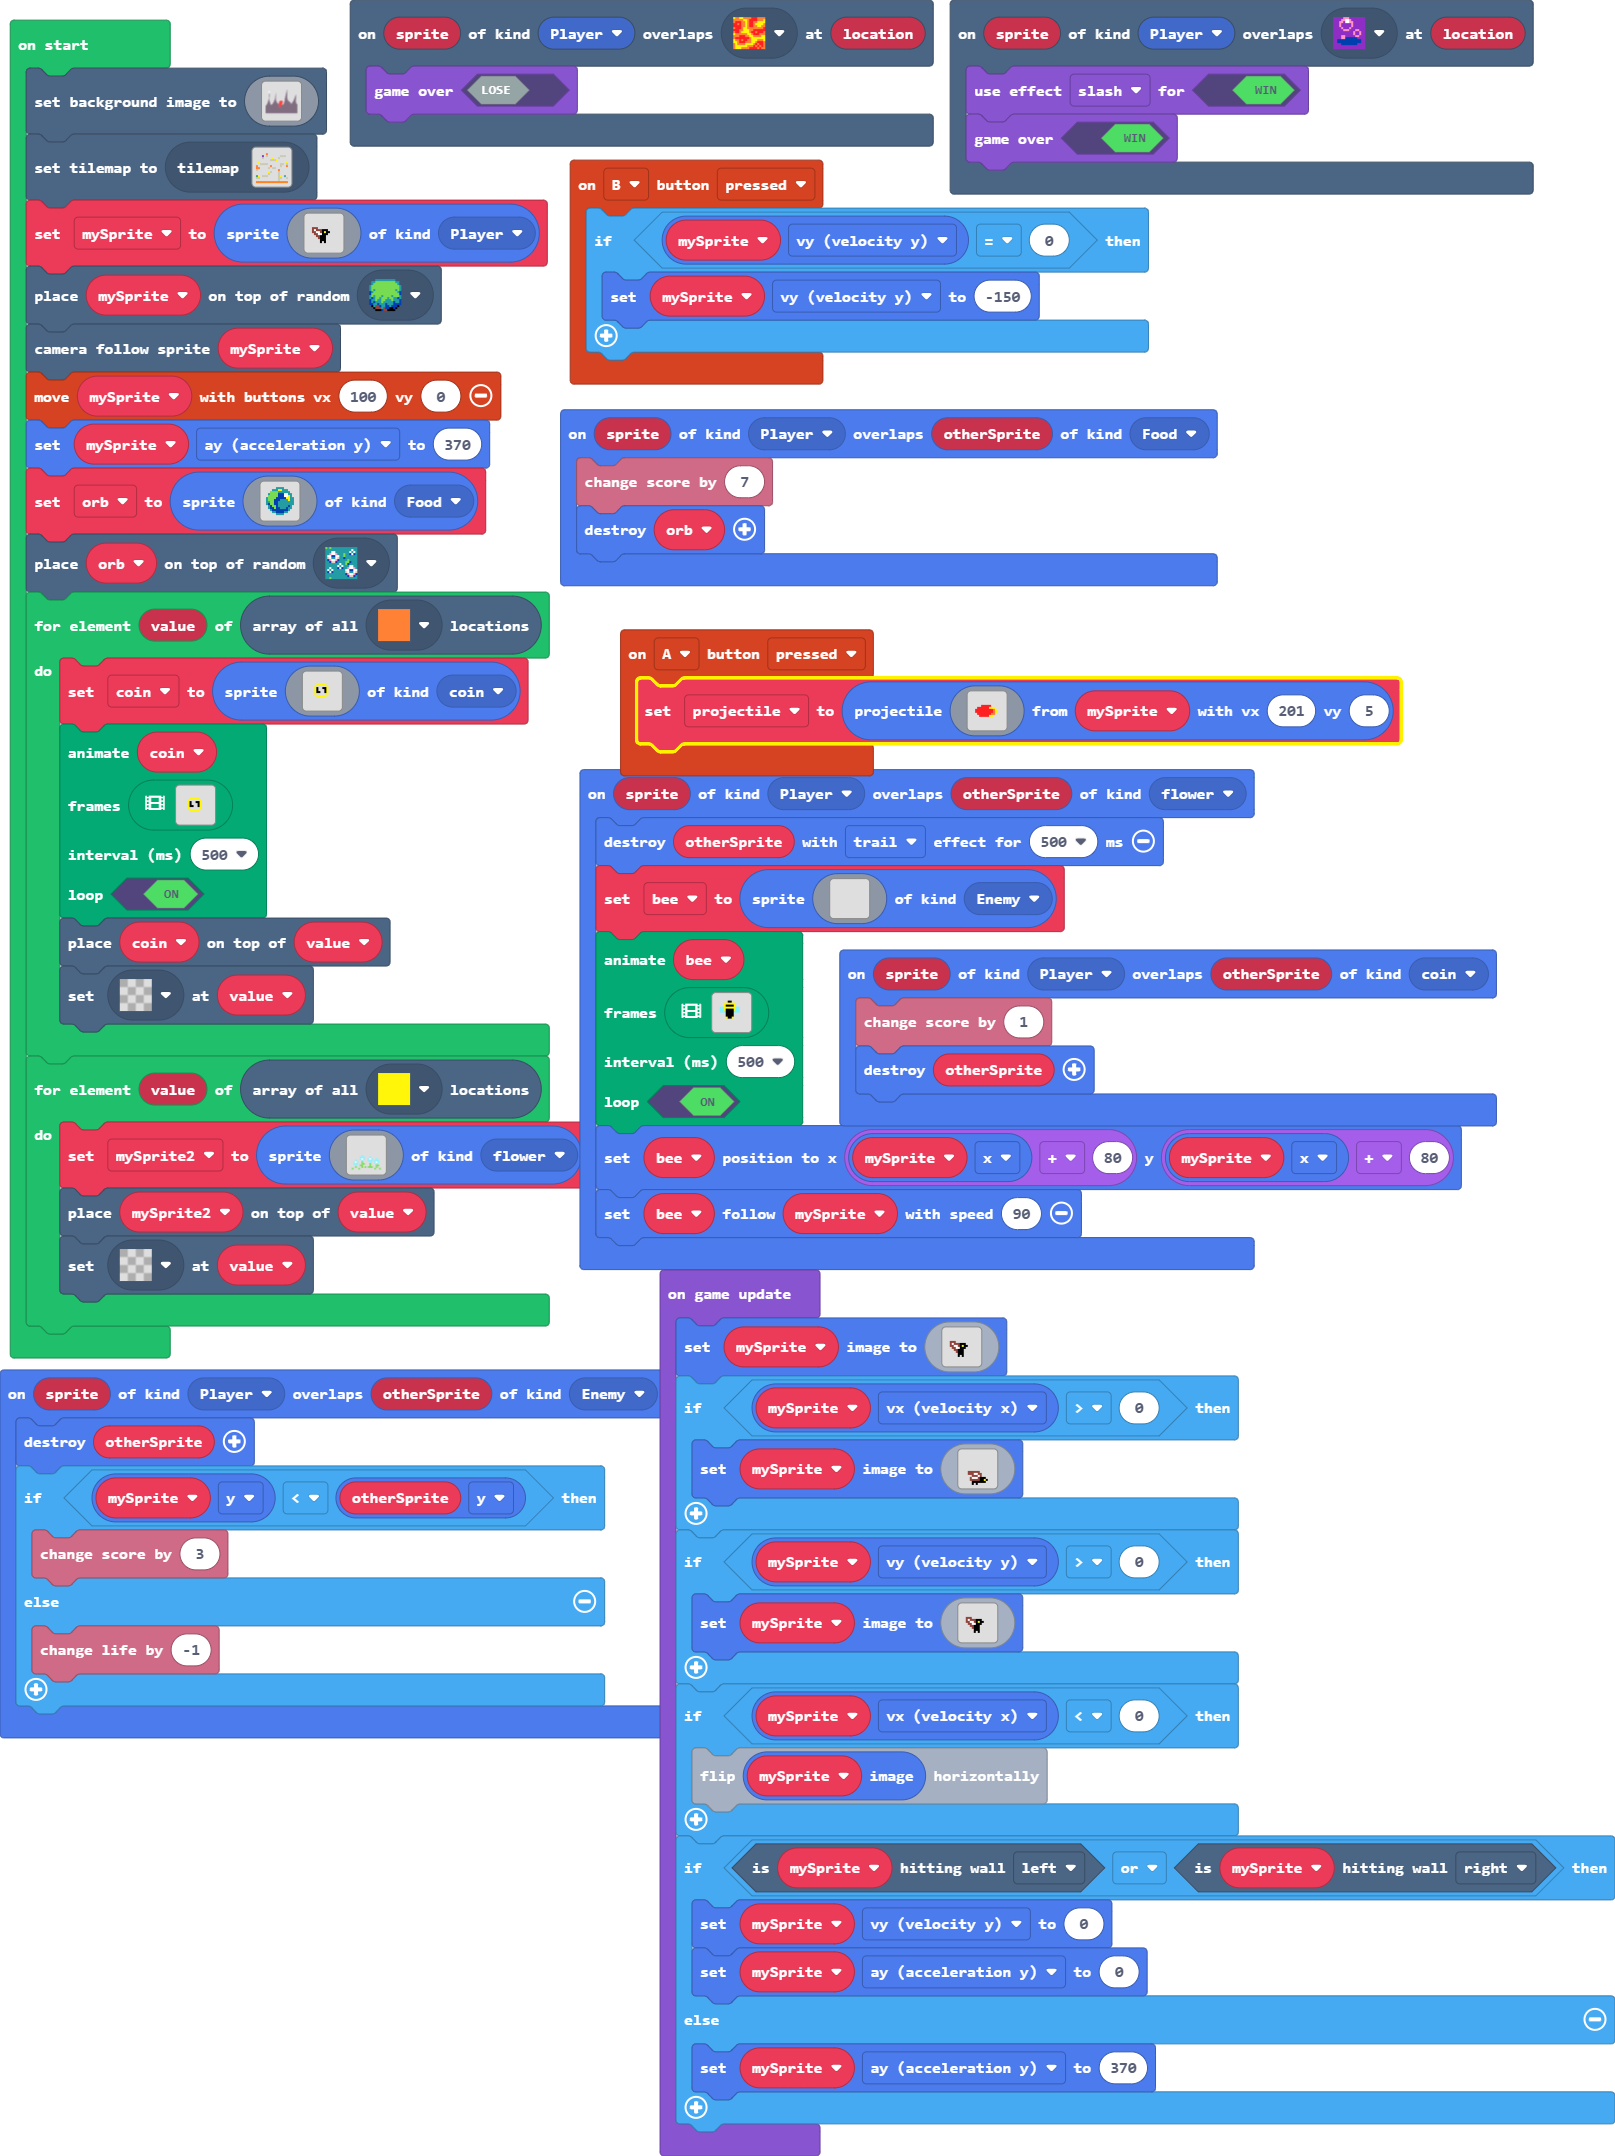 on start
set background image to
set tilemap to tilemap
set mySprite to sprite of kind Player
place mySprite on top of random
camera follow sprite mySprite
move mySprite with buttons vx 100 vy 0
set mySprite ay (acceleration y) to 370
set orb to sprite of kind Food
place orb on top of random
for element value of array of all locations
do
set coin to sprite of kind coin
animate coin
frames
interval (ms) 500
loop ON
place coin on top of value
set at value
for element value of array of all locations
do
set mySprite2 to sprite of kind flower
place mySprite2 on top of value
set at value
on sprite of kind Player overlaps at location
game over LOSE
on sprite of kind Player overlaps at location
use effect slash for WIN
game over WIN
on B button pressed
if mySprite vy (velocity y) = 0 then
set mySprite vy (velocity y) to -150
on sprite of kind Player overlaps otherSprite of kind Food
change score by 7
destroy orb
on A button pressed
set projectile to projectile from mySprite with vx 201 vy 5
on sprite of kind Player overlaps otherSprite of kind flower
destroy otherSprite with trail effect for 500 ms
set bee to sprite of kind Enemy
animate bee
frames
interval (ms) 500
loop ON
set bee position to x mySprite x + 80 y mySprite x + 80
set bee follow mySprite with speed 90
on sprite of kind Player overlaps otherSprite of kind coin
change score by 1
destroy otherSprite
on sprite of kind Player overlaps otherSprite of kind Enemy
destroy otherSprite
if mySprite y < otherSprite y then
change score by 3
else
change life by -1
on game update
set mySprite image to
if mySprite vx (velocity x) > 0 then
set mySprite image to
if mySprite vy (velocity y) > 0 then
set mySprite image to
if mySprite vx (velocity x) < 0 then
flip mySprite image horizontally
if is mySprite hitting wall left or is mySprite hitting wall right then
set mySprite vy (velocity y) to 0
set mySprite ay (acceleration y) to 0
else
set mySprite ay (acceleration y) to 370